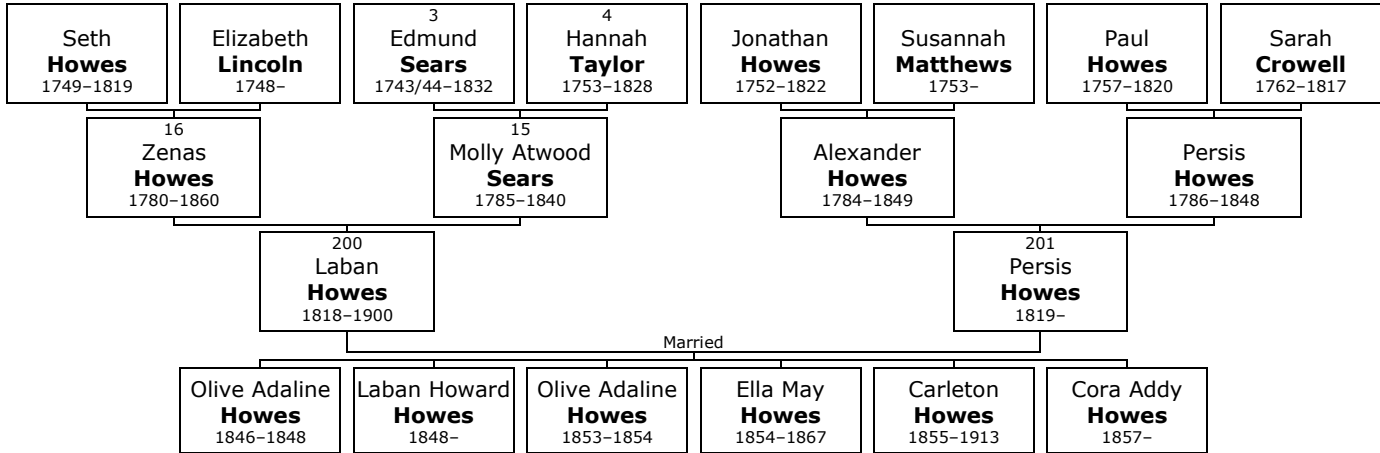 Seth
Howes
1749–1819
Elizabeth
Lincoln
1748–
3
Edmund
Sears
1743/44–1832
4
Hannah
Taylor
1753–1828
Jonathan
Howes
1752–1822
Susannah
Matthews
1753–
Paul
Howes
1757–1820
Sarah
Crowell
1762–1817
16
Zenas
Howes
1780–1860
15
Molly Atwood
Sears
1785–1840
Alexander
Howes
1784–1849
Persis
Howes
1786–1848
200
Laban
Howes
1818–1900
201
Persis
Howes
1819–
Married
Olive Adaline
Howes
1846–1848
Laban Howard
Howes
1848–
Olive Adaline
Howes
1853–1854
Ella May
Howes
1854–1867
Carleton
Howes
1855–1913
Cora Addy
Howes
1857–